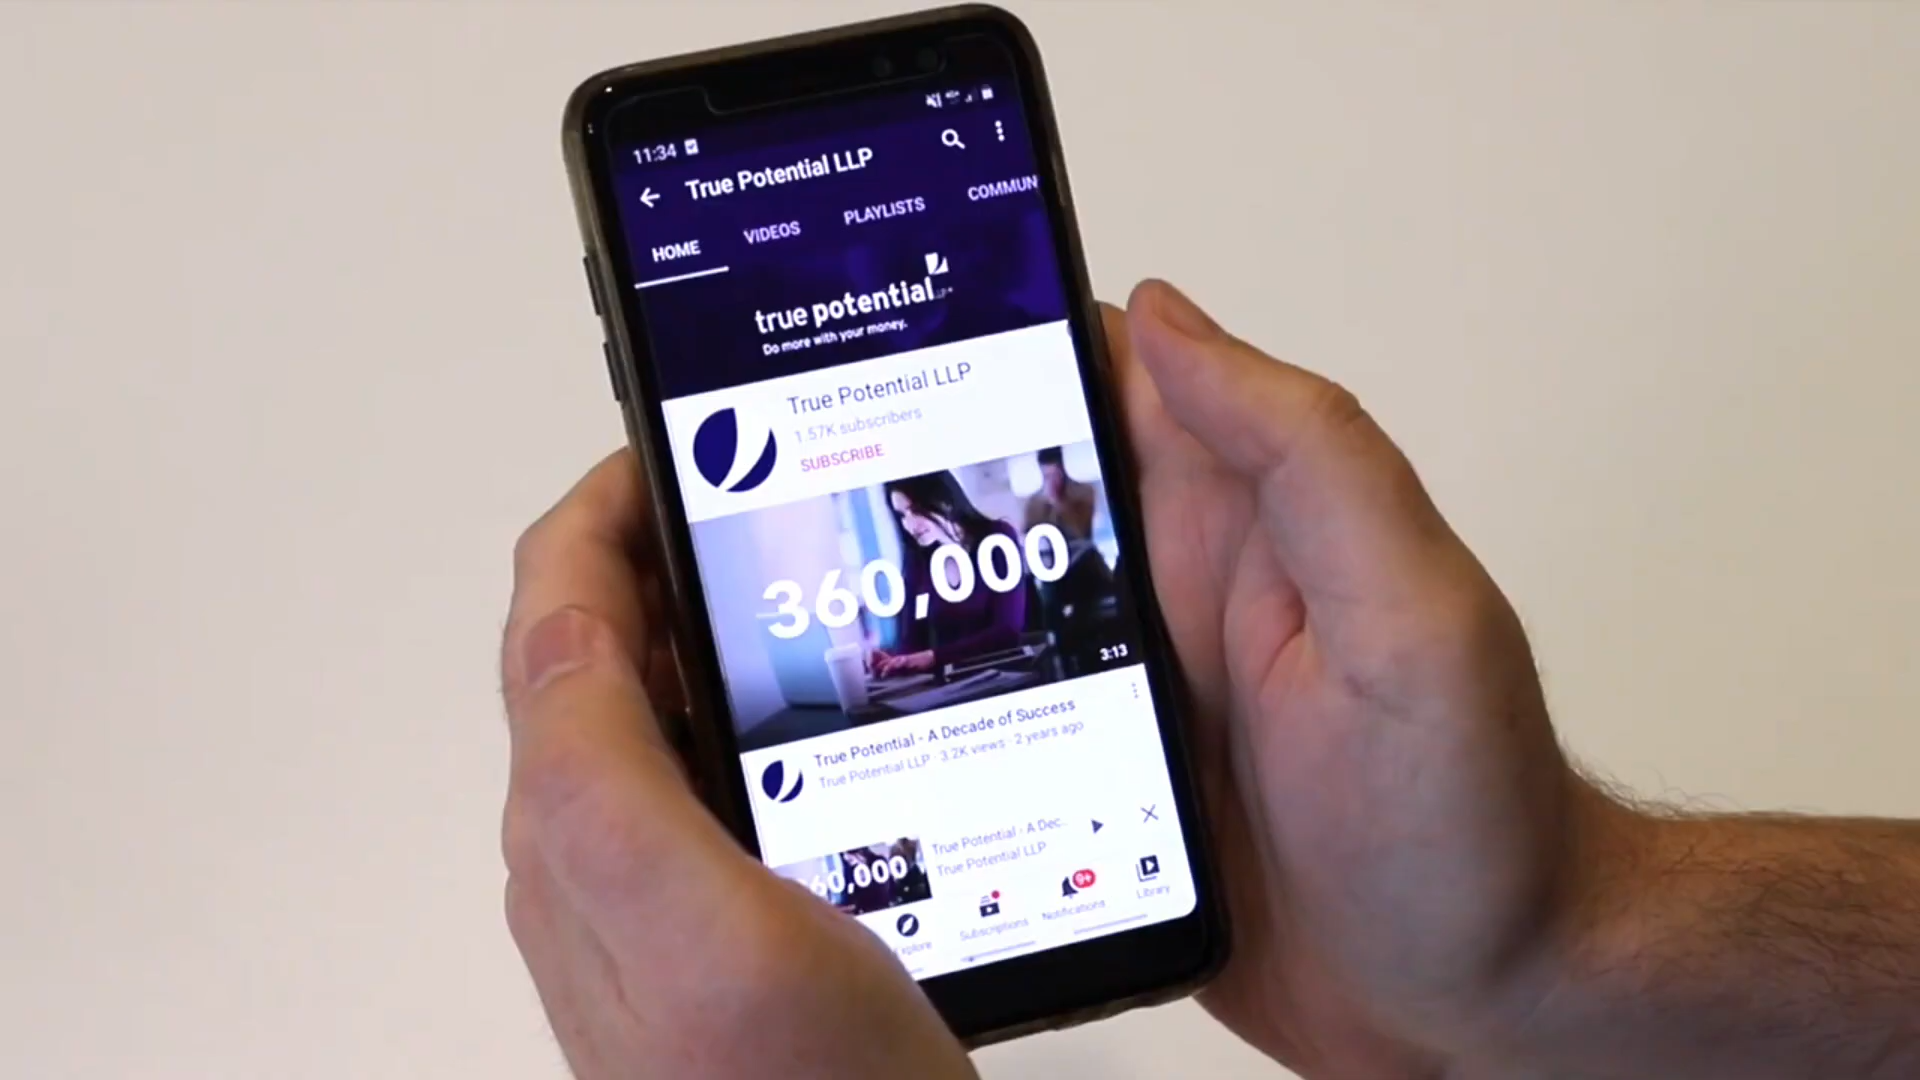 11:34
True Potential LLP
HOME VIDEOS PLAYLISTS COMMUN
true potential
Do more with your money.
True Potential LLP
1.57K subscribers
SUBSCRIBE
360,000
3:13
True Potential - A Decade of Success
True Potential LLP · 3.2K views · 2 years ago
60,000
True Potential - A Dec...
True Potential LLP
9+
xplore Subscriptions Notifications Library